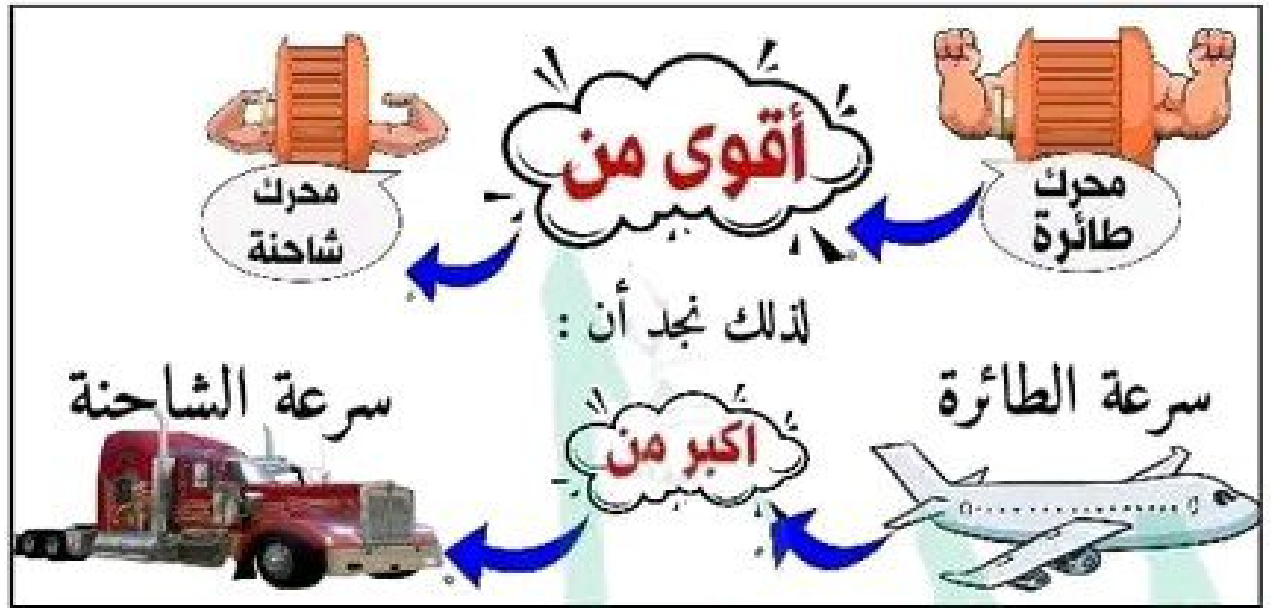 محرك
طائرة
أقوى من
محرك
شاحنة
لذلك نجد أن :
سرعة الطائرة
اكبر من
سرعة الشاحنة